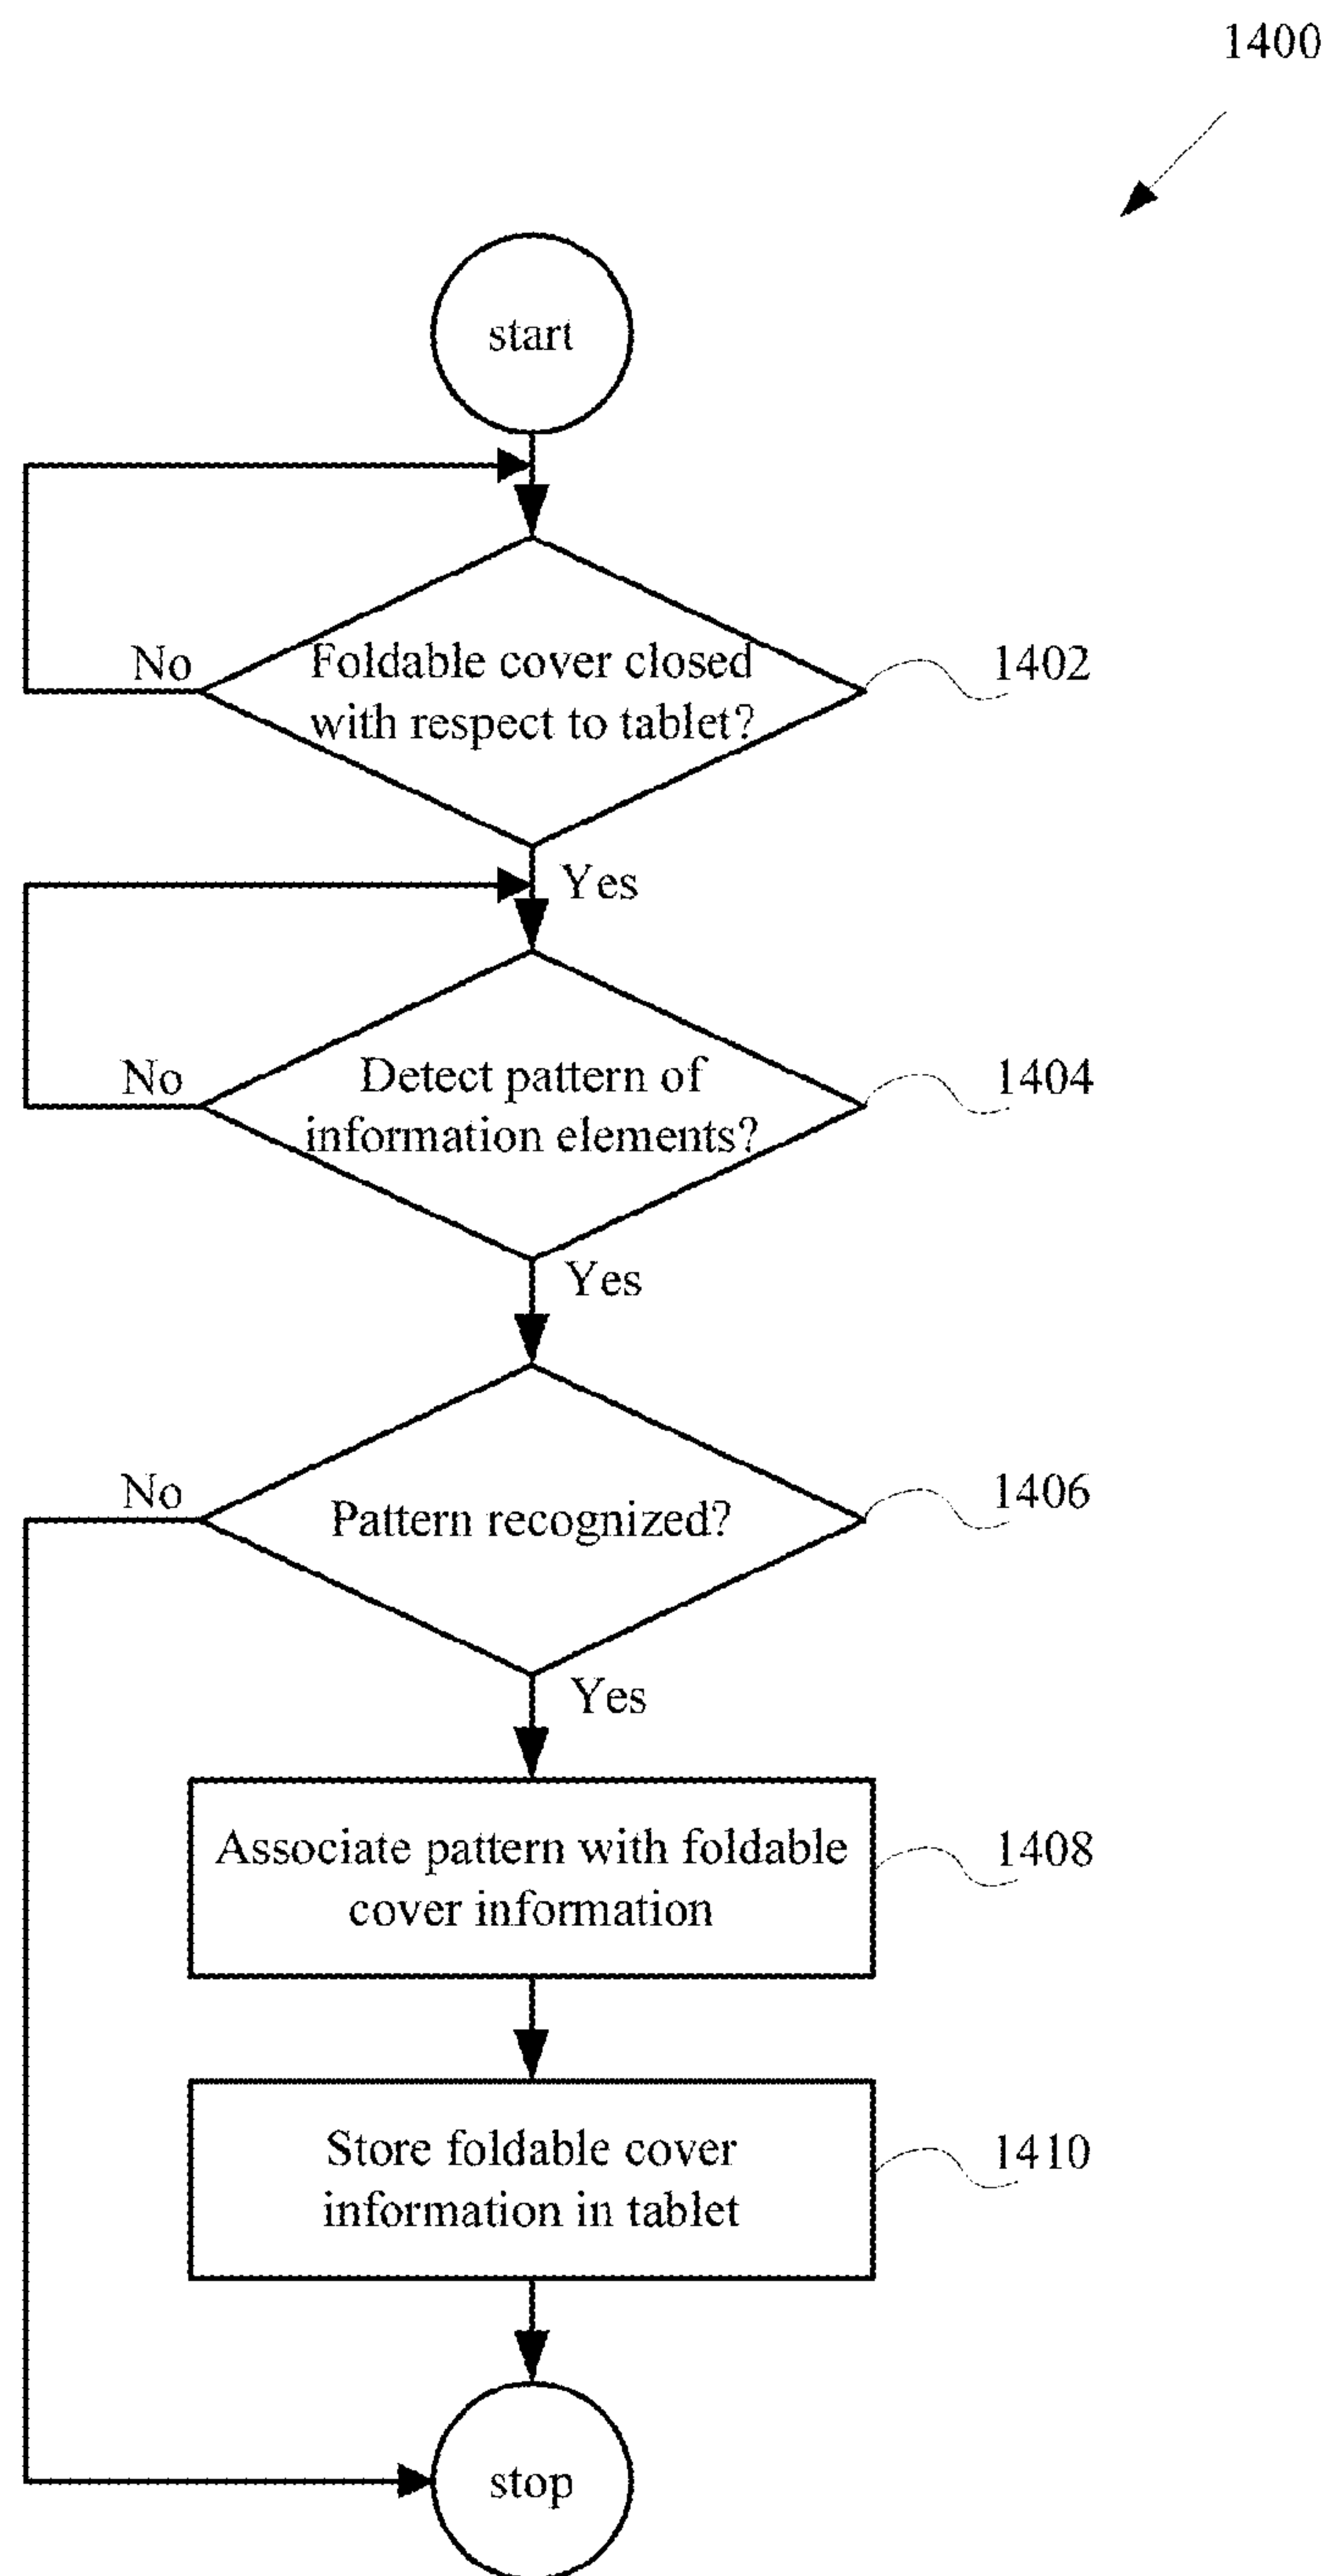 1400
start
No
Foldable cover closed
with respect to tablet?
1402
Yes
No
Detect pattern of
information elements?
1404
Yes
No
Pattern recognized?
1406
Yes
Associate pattern with foldable
cover information
1408
Store foldable cover
information in tablet
1410
stop